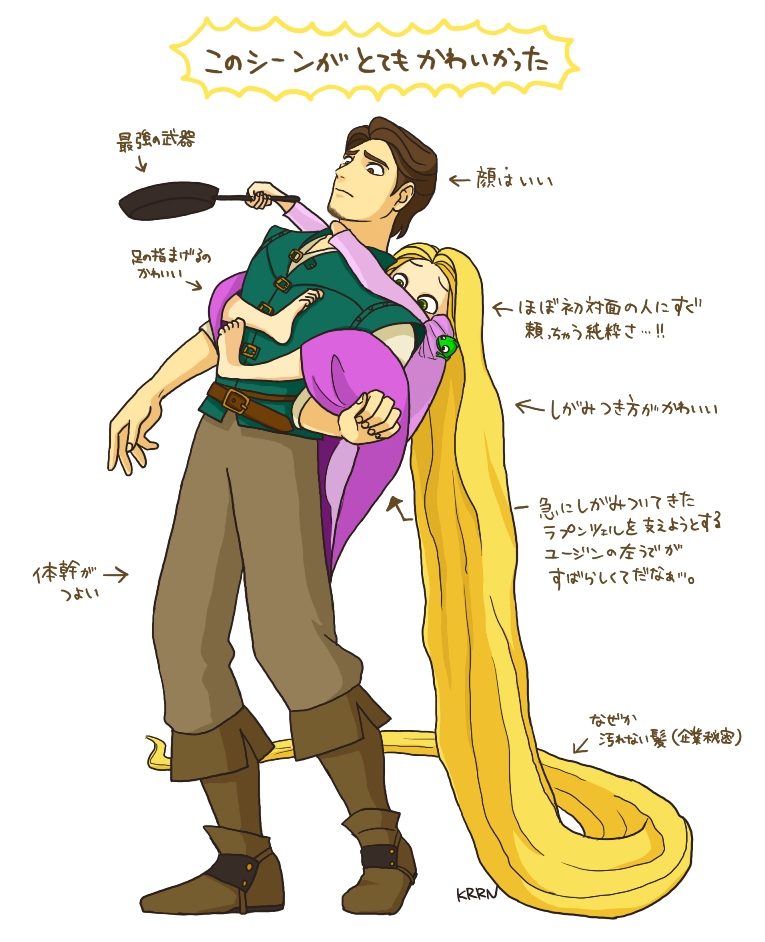 このシーンがとてもかわいかった
最強の武器
顔はいい
足の指まげるの
かわいい
ほぼ初対面の人にすぐ
頼っちゃう純粋さ…!!
しがみつき方がかわいい
急にしがみついてきた
ラプンツェルを支えようとする
ユージンの左うでが
すばらしくてだなぁ…。
体幹が
つよい
なぜか
汚れない髪(企業秘密)
KRRN